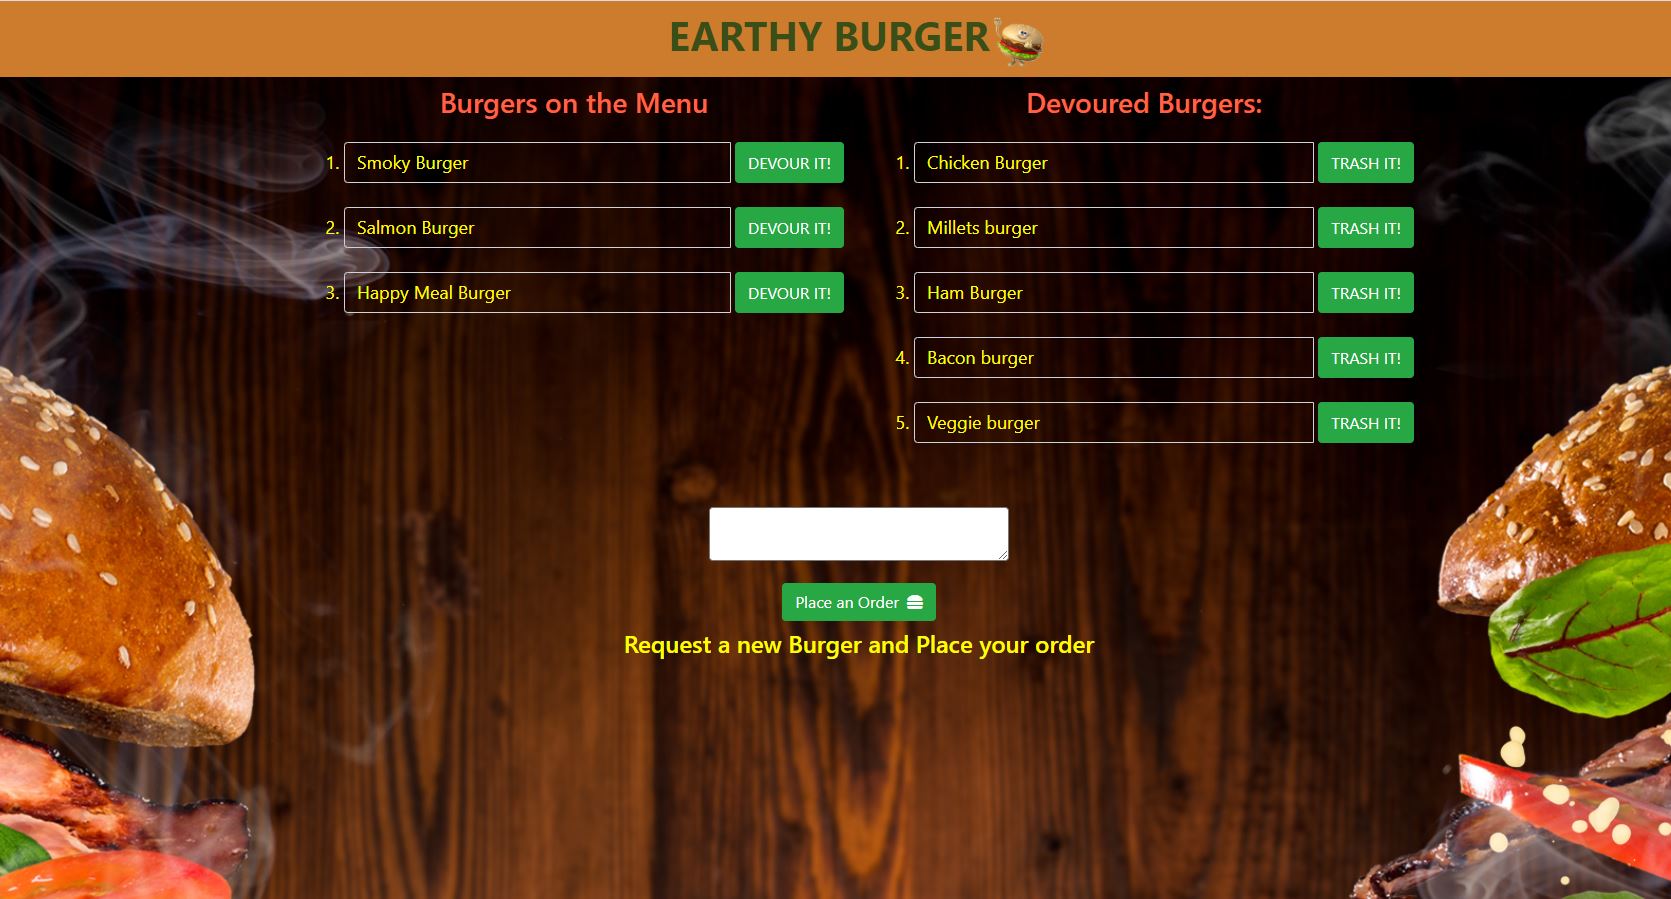 EARTHY BURGER
Burgers on the Menu
1. Smoky Burger DEVOUR IT!
2. Salmon Burger DEVOUR IT!
3. Happy Meal Burger DEVOUR IT!
Devoured Burgers:
1. Chicken Burger TRASH IT!
2. Millets burger TRASH IT!
3. Ham Burger TRASH IT!
4. Bacon burger TRASH IT!
5. Veggie burger TRASH IT!
Place an Order
Request a new Burger and Place your order